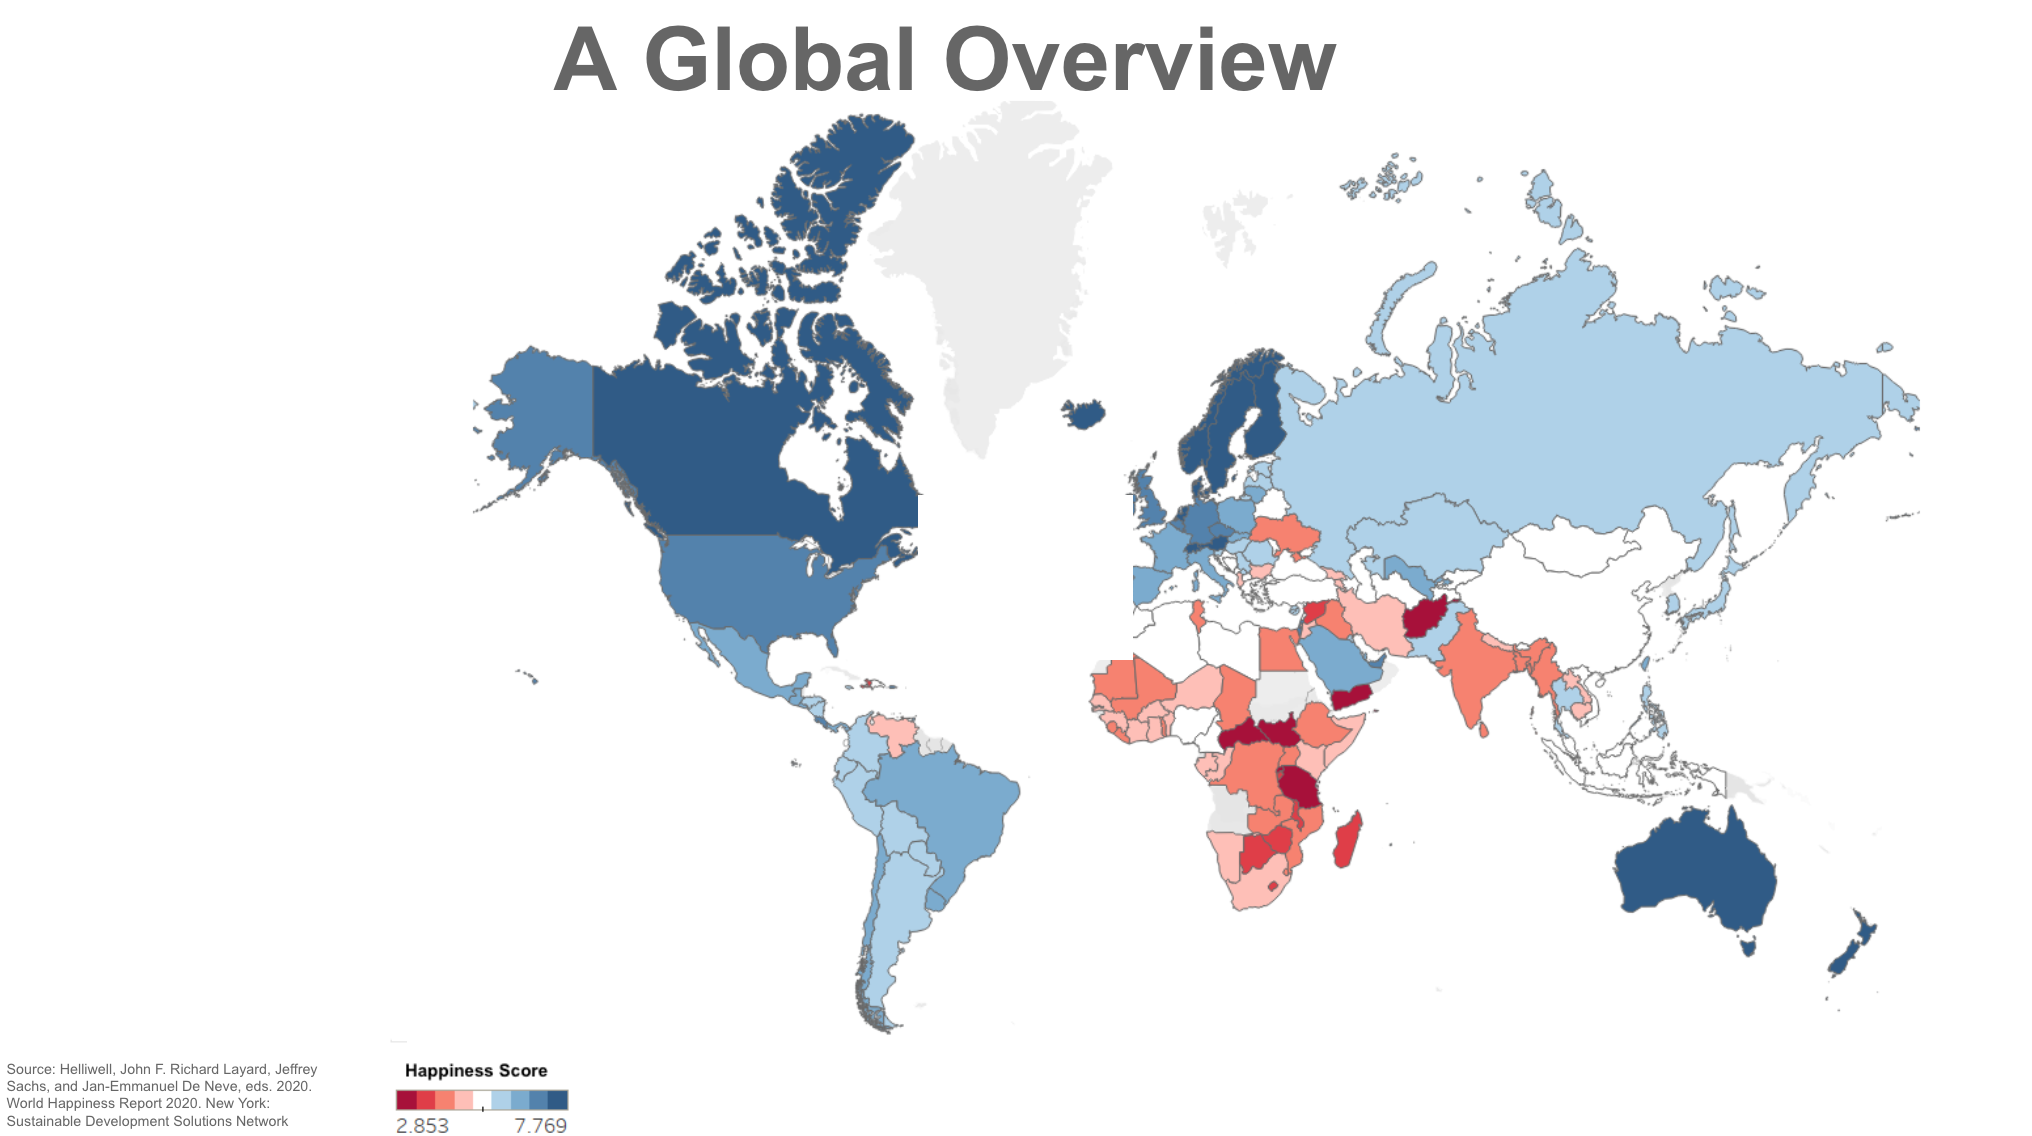 A Global Overview
Source: Helliwell, John F. Richard Layard, Jeffrey
Sachs, and Jan-Emmanuel De Neve, eds. 2020.
World Happiness Report 2020. New York:
Sustainable Development Solutions Network
Happiness Score
2.853 7.769